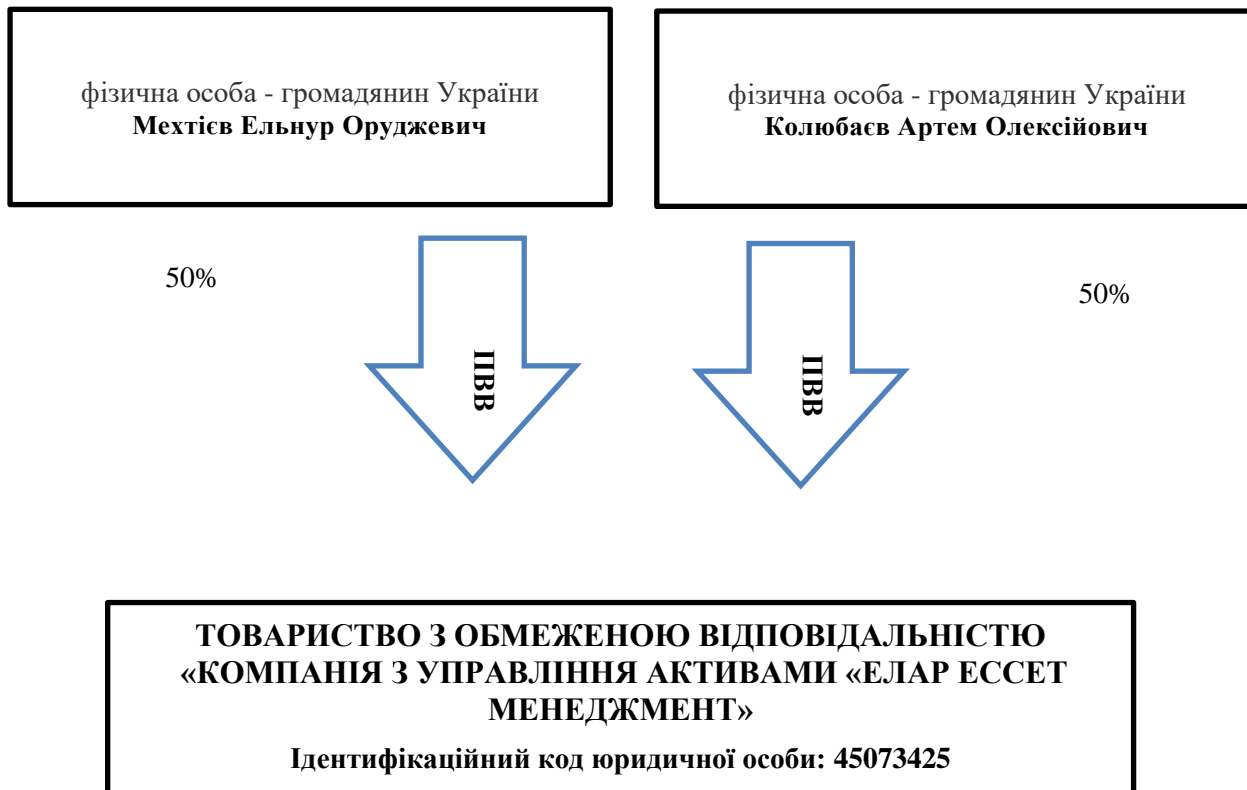 фізична особа - громадянин України
Мехтієв Ельнур Оруджевич
фізична особа - громадянин України
Колюбаєв Артем Олексійович
50%
50%
ПВВ
ПВВ
ТОВАРИСТВО З ОБМЕЖЕНОЮ ВІДПОВІДАЛЬНІСТЮ
«КОМПАНІЯ З УПРАВЛІННЯ АКТИВАМИ «ЕЛАР ЕССЕТ
МЕНЕДЖМЕНТ»
Ідентифікаційний код юридичної особи: 45073425